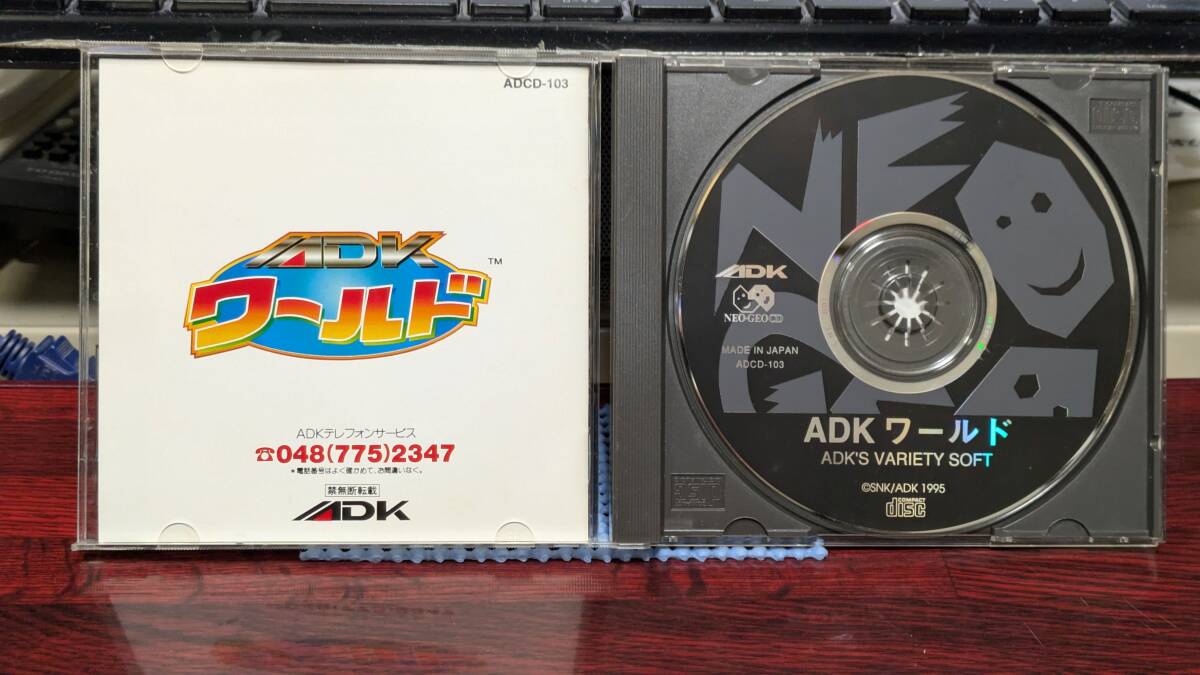 ADCD-103
ADK
ワールド
TM
ADKテレフォンサービス
☎048(775)2347
*電話番号はよく確かめて、お間違いなく。
禁無断転載
ADK
NEO
GEO
ADK
NEO·GEO CD
MADE IN JAPAN
ADCD-103
ADK ワールド
ADK'S VARIETY SOFT
©SNK/ADK 1995
COMPACT
disc